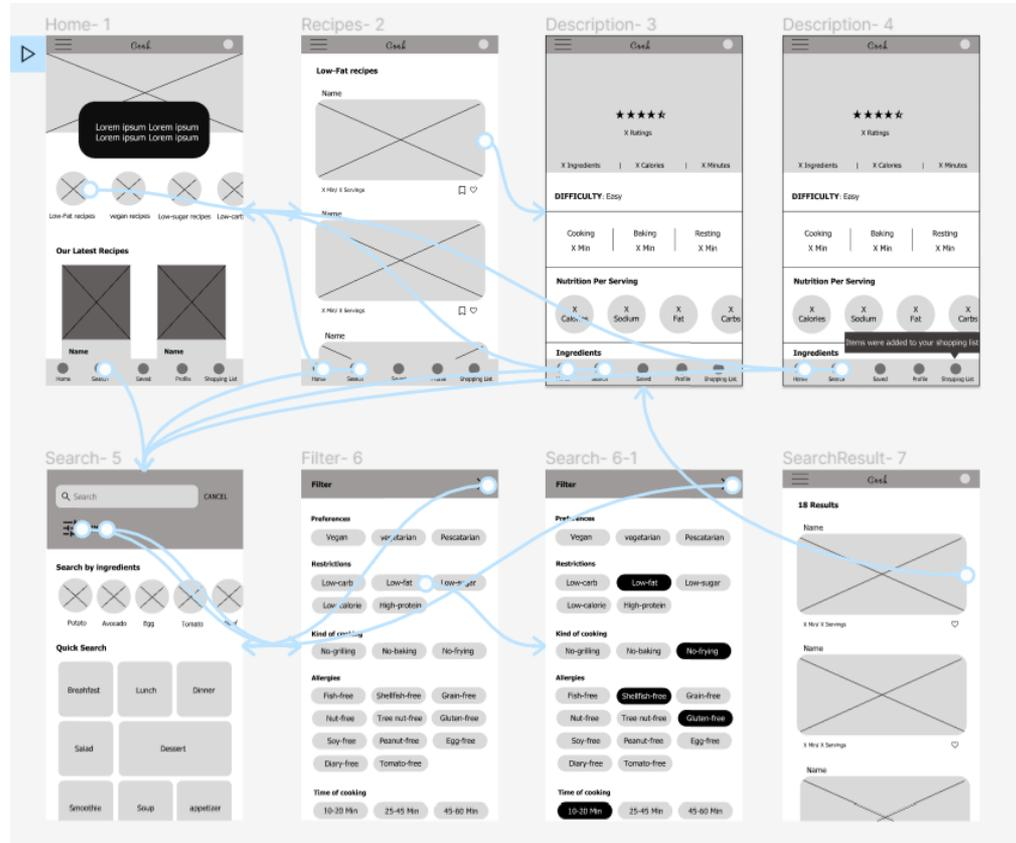 Home- 1
Cook
Lorem ipsum Lorem ipsum
Lorem ipsum Lorem ipsum
Low-Fat recipes
vegan recipes
Low-sugar recipes
Low-carb
Our Latest Recipes
Name
Name
Home
Search
Saved
Profile
Shopping List
Recipes- 2
Cook
Low-Fat recipes
Name
X Min/ X Servings
Name
X Min/ X Servings
Name
Home
Search
Saved
Profile
Shopping List
Description- 3
Cook
X Ratings
X Ingredients | X Calories | X Minutes
DIFFICULTY: Easy
Cooking
Baking
Resting
X Min
X Min
X Min
Nutrition Per Serving
X
Calories
X
Sodium
X
Fat
X
Carbs
Ingredients
Search
Saved
Profile
Shopping List
Description- 4
Cook
X Ratings
X Ingredients | X Calories | X Minutes
DIFFICULTY: Easy
Cooking
Baking
Resting
X Min
X Min
X Min
Nutrition Per Serving
X
Calories
X
Sodium
X
Fat
X
Carbs
Items were added to your shopping list
Ingredients
Home
Search
Saved
Profile
Shopping List
Search- 5
Search
CANCEL
Search by ingredients
Potato
Avocado
Egg
Tomato
Quick Search
Breahfast
Lunch
Dinner
Salad
Dessert
Smoothie
Soup
appetizer
Filter- 6
Filter
Preferences
Vegan
vegetarian
Pescatarian
Restrictions
Low-carb
Low-fat
Low-sugar
Low-calorie
High-protein
Kind of cooking
No-grilling
No-baking
No-frying
Allergies
Fish-free
Shellfish-free
Grain-free
Nut-free
Tree nut-free
Gluten-free
Soy-free
Peanut-free
Egg-free
Diary-free
Tomato-free
Time of cooking
10-20 Min
25-45 Min
45-60 Min
Search- 6-1
Filter
Preferences
Vegan
vegetarian
Pescatarian
Restrictions
Low-carb
Low-fat
Low-sugar
Low-calorie
High-protein
Kind of cooking
No-grilling
No-baking
No-frying
Allergies
Fish-free
Shellfish-free
Grain-free
Nut-free
Tree nut-free
Gluten-free
Soy-free
Peanut-free
Egg-free
Diary-free
Tomato-free
Time of cooking
10-20 Min
25-45 Min
45-60 Min
SearchResult- 7
Cook
18 Results
Name
X Min/ X Servings
Name
X Min/ X Servings
Name